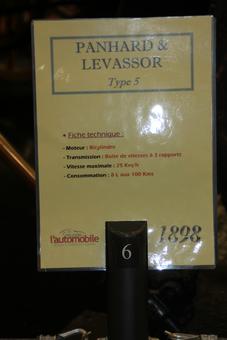 PANHARD &
LEVASSOR
Type 5
• Fiche technique :
- Moteur : Bicylindre
- Transmission : Boîte de vitesses à 3 rapports
- Vitesse maximale : 25 Km/h
- Consommation : 8 L aux 100 Kms
l'automobile
1898
6